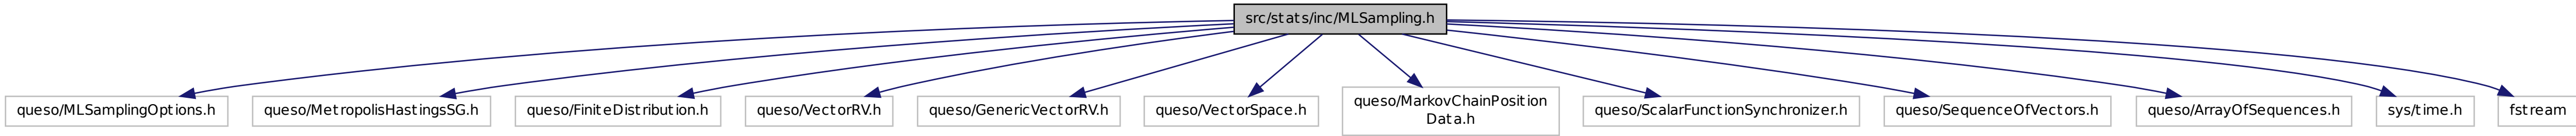 src/stats/inc/MLSampling.h
queso/MLSamplingOptions.h
queso/MetropolisHastingsSG.h
queso/FiniteDistribution.h
queso/VectorRV.h
queso/GenericVectorRV.h
queso/VectorSpace.h
queso/MarkovChainPosition
Data.h
queso/ScalarFunctionSynchronizer.h
queso/SequenceOfVectors.h
queso/ArrayOfSequences.h
sys/time.h
fstream